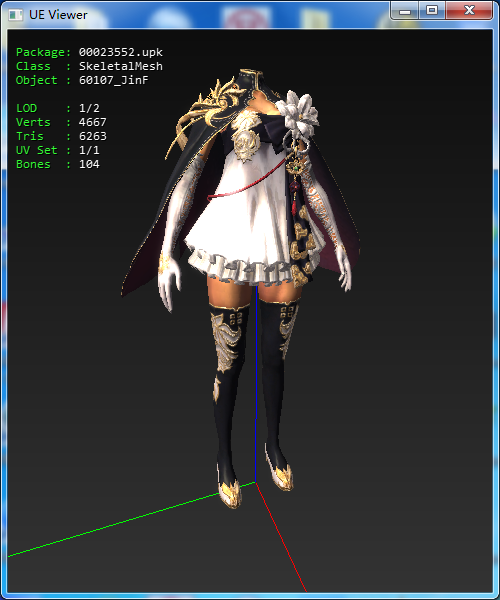 UE Viewer
Package: 00023552.upk
Class : SkeletalMesh
Object : 60107_JinF
LOD : 1/2
Verts : 4667
Tris : 6263
UV Set : 1/1
Bones : 104